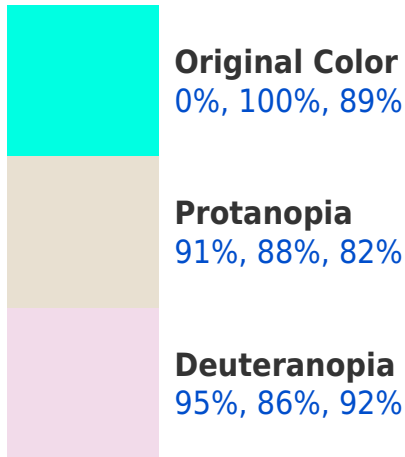 Original Color
0%, 100%, 89%
Protanopia
91%, 88%, 82%
Deuteranopia
95%, 86%, 92%